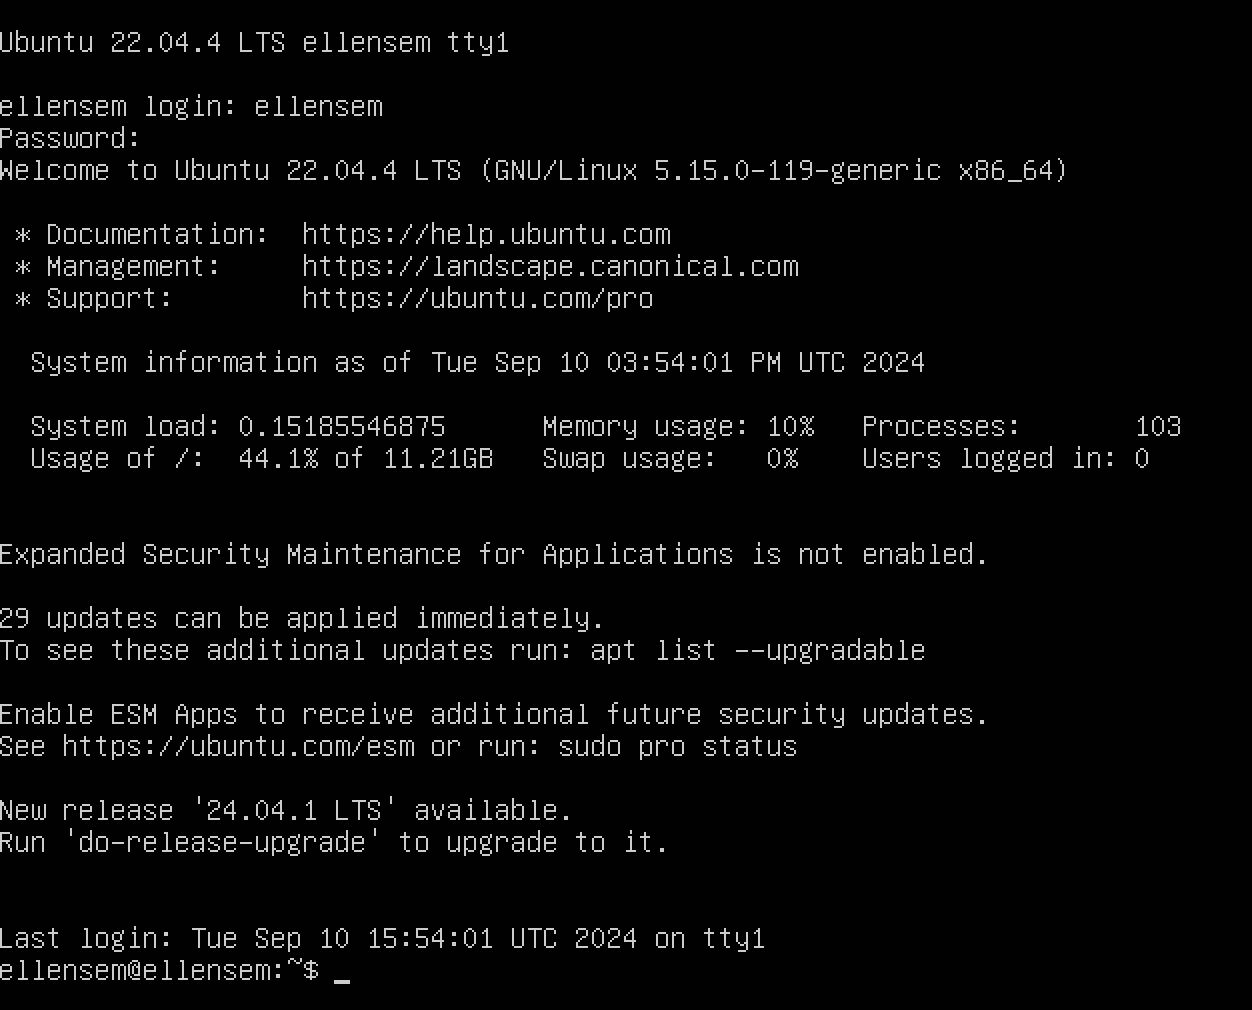 Ubuntu 22.04.4 LTS ellensem tty1
ellensem login: ellensem
Password:
Welcome to Ubuntu 22.04.4 LTS (GNU/Linux 5.15.0-119-generic x86_64)
* Documentation:  https://help.ubuntu.com
* Management:     https://landscape.canonical.com
* Support:        https://ubuntu.com/pro
System information as of Tue Sep 10 03:54:01 PM UTC 2024
System load: 0.15185546875      Memory usage: 10%   Processes:       103
Usage of /:  44.1% of 11.21GB   Swap usage:   0%    Users logged in: 0
Expanded Security Maintenance for Applications is not enabled.
29 updates can be applied immediately.
To see these additional updates run: apt list --upgradable
Enable ESM Apps to receive additional future security updates.
See https://ubuntu.com/esm or run: sudo pro status
New release '24.04.1 LTS' available.
Run 'do-release-upgrade' to upgrade to it.
Last login: Tue Sep 10 15:54:01 UTC 2024 on tty1
ellensem@ellensem:~$ _